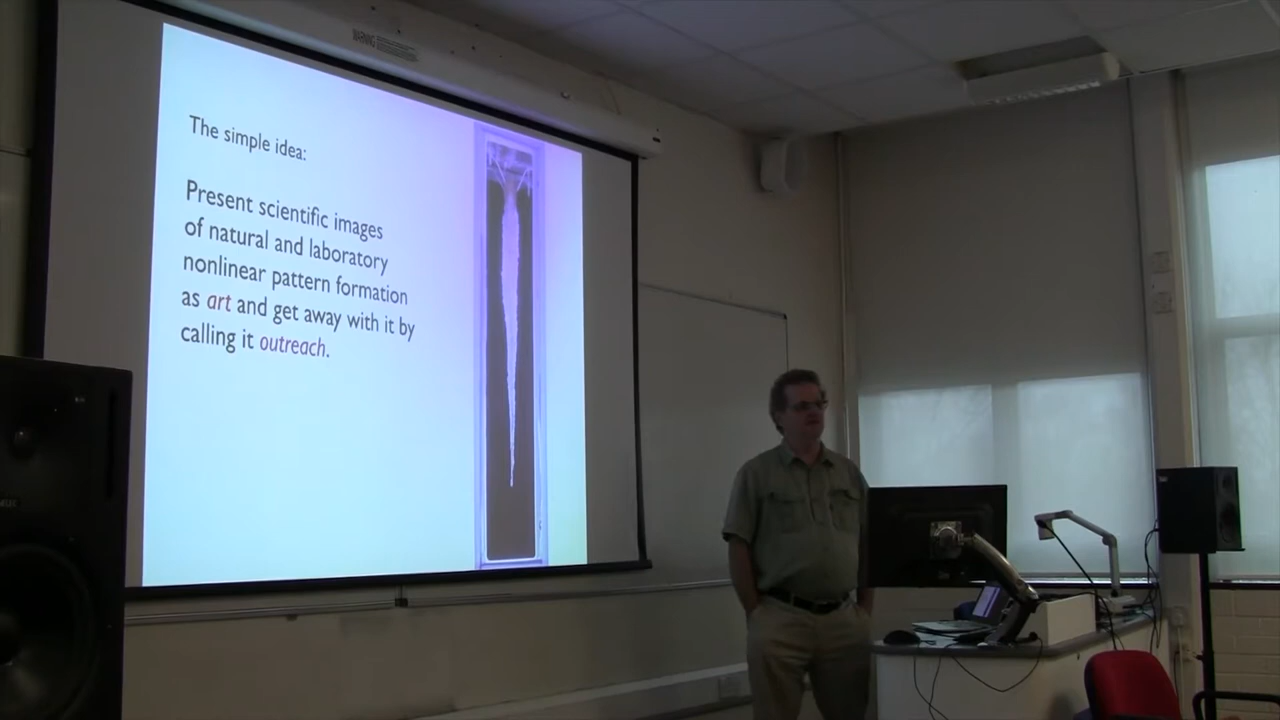 The simple idea:
Present scientific images
of natural and laboratory
nonlinear pattern formation
as art and get away with it by
calling it outreach.